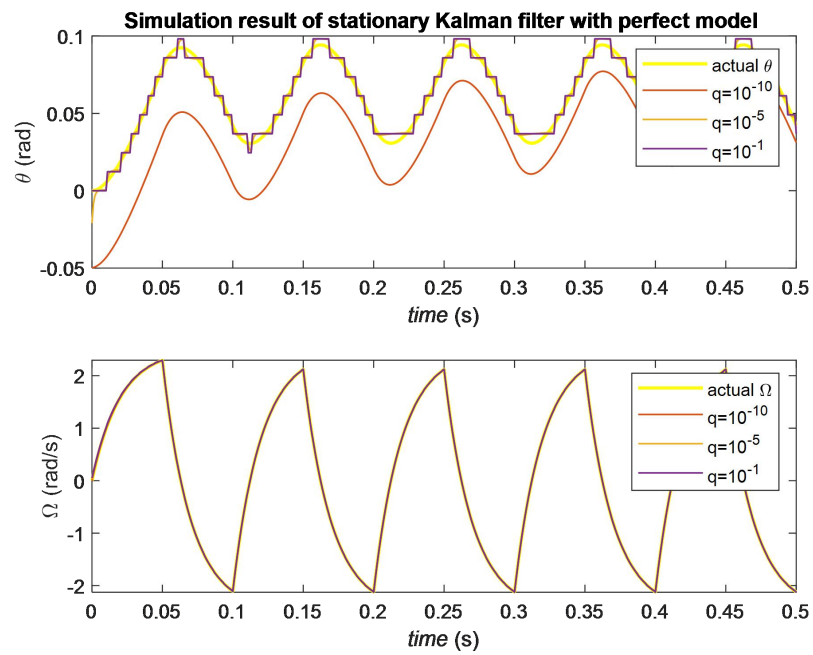 Simulation result of stationary Kalman filter with perfect model
0.1
0.05
0
-0.05
θ (rad)
actual θ
q=10⁻¹⁰
q=10⁻⁵
q=10⁻¹
0 0.05 0.1 0.15 0.2 0.25 0.3 0.35 0.4 0.45 0.5
time (s)
2
1
0
-1
-2
Ω (rad/s)
actual Ω
q=10⁻¹⁰
q=10⁻⁵
q=10⁻¹
0 0.05 0.1 0.15 0.2 0.25 0.3 0.35 0.4 0.45 0.5
time (s)